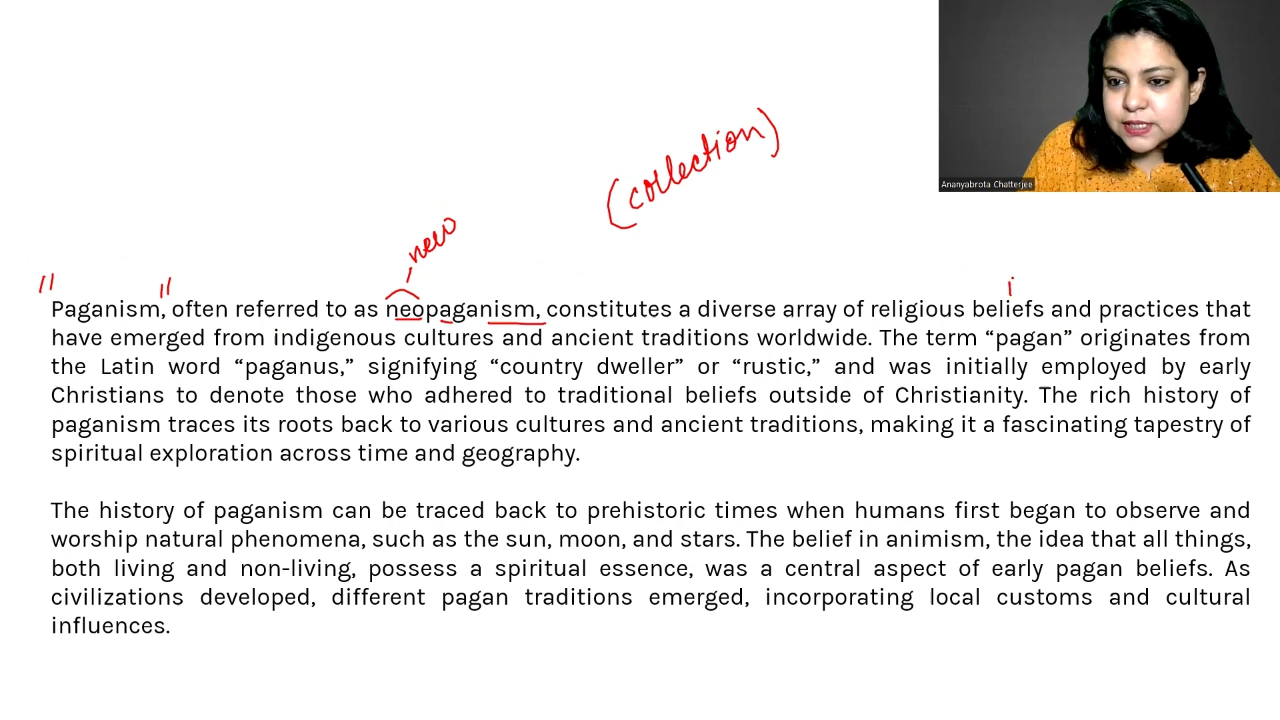 (collection)
Ananyabrota Chatterjee
new
" "
Paganism, often referred to as neopaganism, constitutes a diverse array of religious beliefs and practices that
have emerged from indigenous cultures and ancient traditions worldwide. The term “pagan” originates from
the Latin word “paganus,” signifying “country dweller” or “rustic,” and was initially employed by early
Christians to denote those who adhered to traditional beliefs outside of Christianity. The rich history of
paganism traces its roots back to various cultures and ancient traditions, making it a fascinating tapestry of
spiritual exploration across time and geography.
The history of paganism can be traced back to prehistoric times when humans first began to observe and
worship natural phenomena, such as the sun, moon, and stars. The belief in animism, the idea that all things,
both living and non-living, possess a spiritual essence, was a central aspect of early pagan beliefs. As
civilizations developed, different pagan traditions emerged, incorporating local customs and cultural
influences.